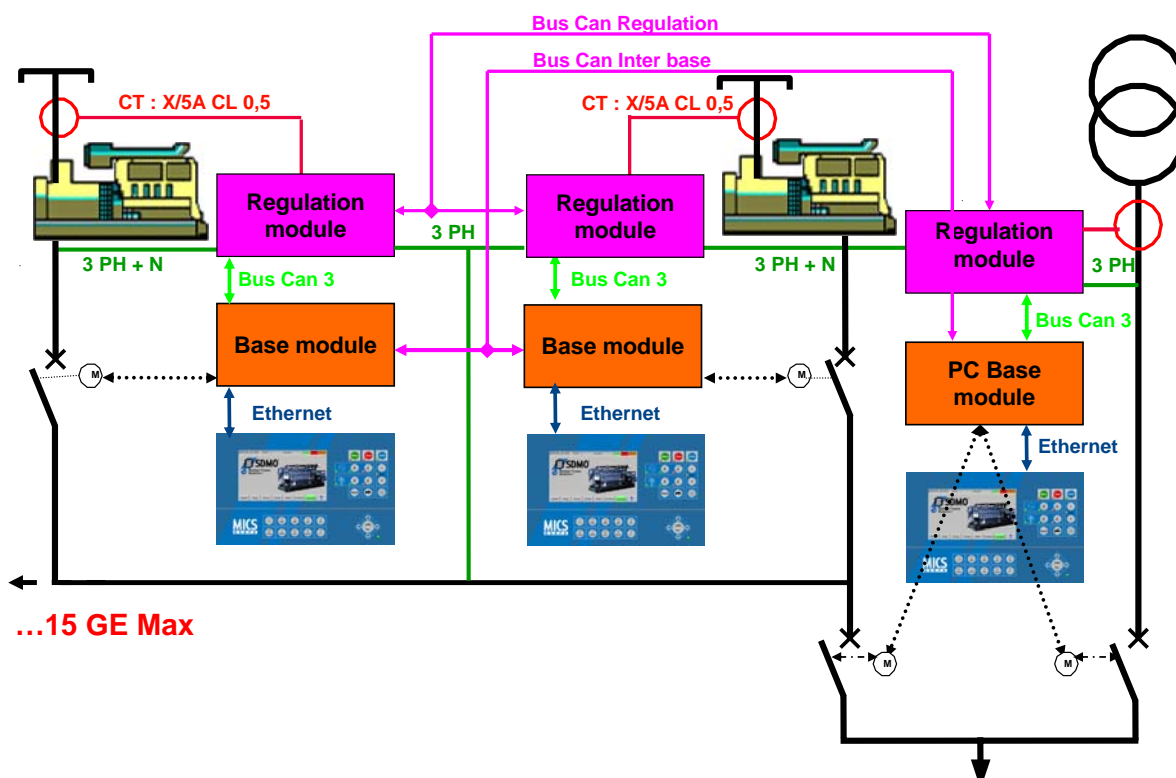 Bus Can Regulation
Bus Can Inter base
CT : X/5A CL 0,5
CT : X/5A CL 0,5
Regulation
module
Regulation
module
Regulation
module
3 PH + N
3 PH
3 PH + N
3 PH
Bus Can 3
Bus Can 3
Bus Can 3
Base module
Base module
PC Base
module
M
M
Ethernet
Ethernet
Ethernet
SDMO
SDMO
MICS
MICS
...15 GE Max
M
M